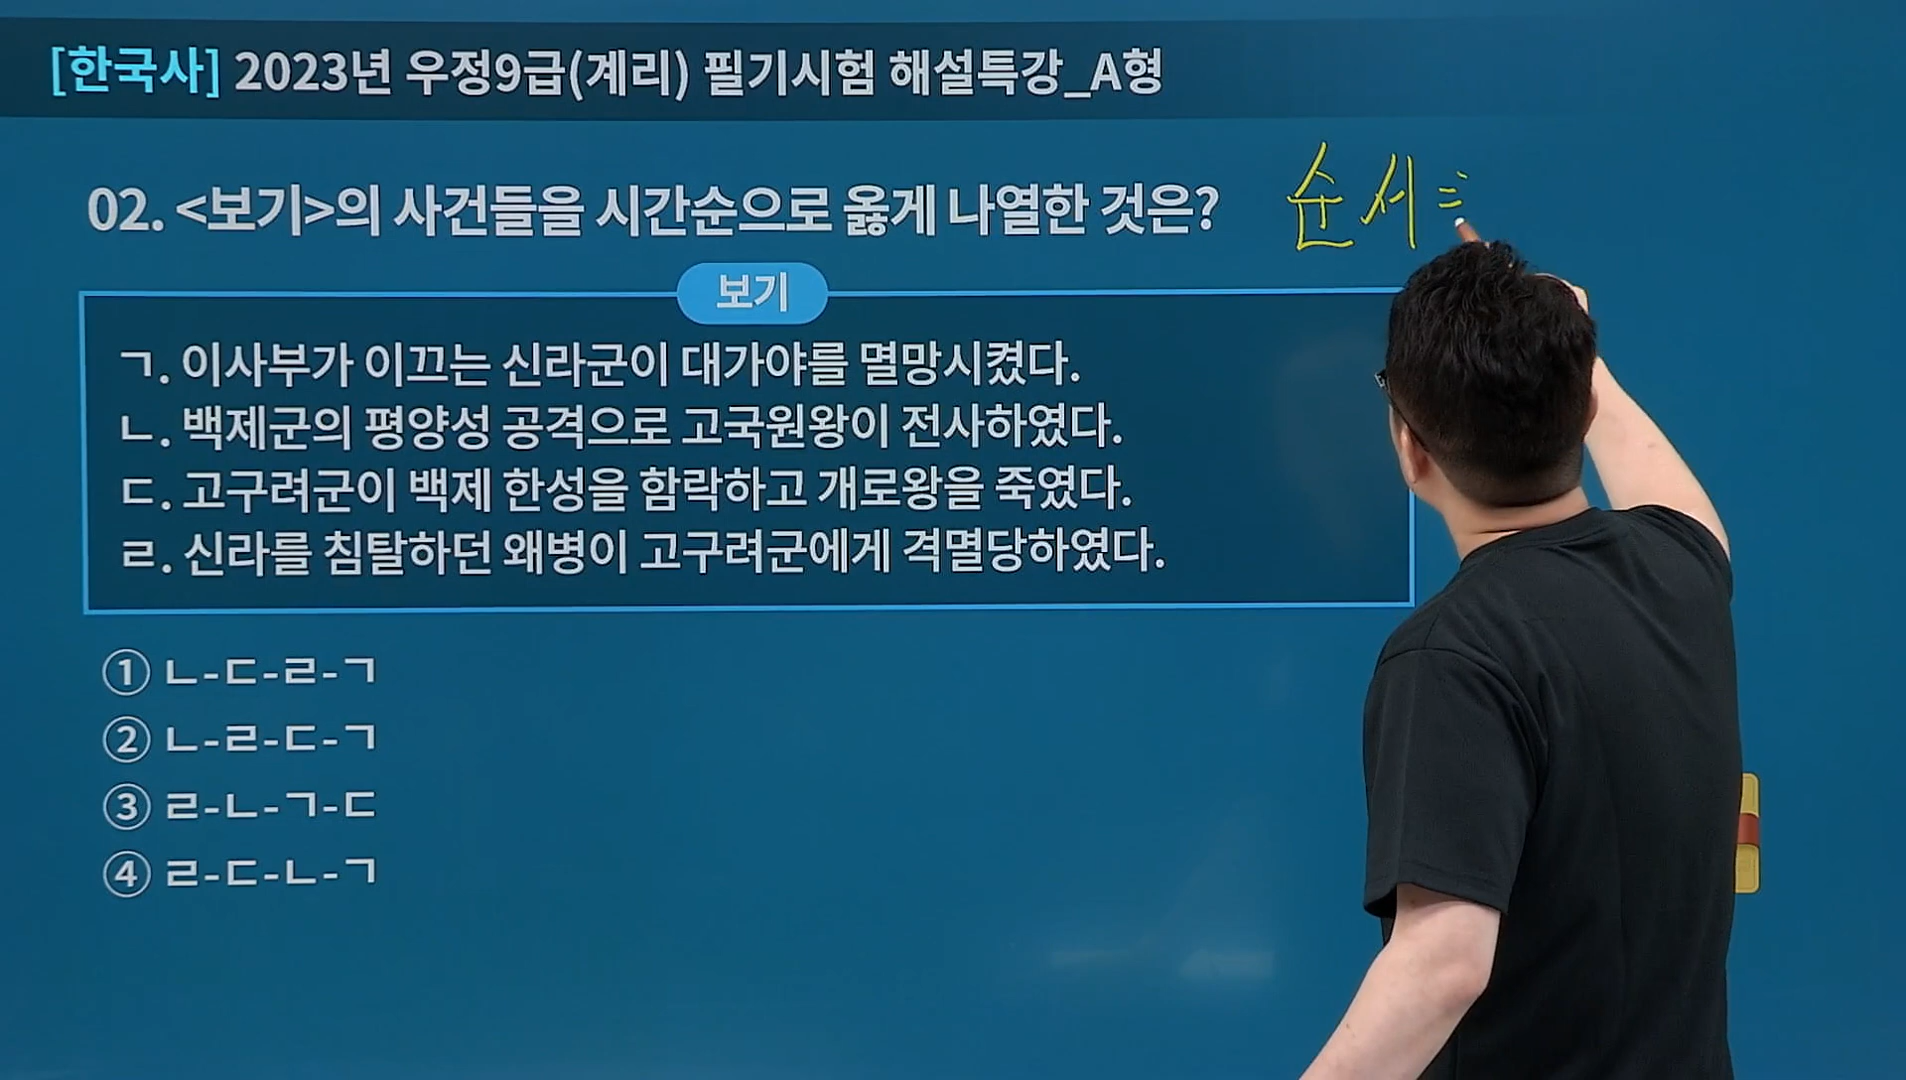 [한국사] 2023년 우정9급(계리) 필기시험 해설특강_A형
02. <보기>의 사건들을 시간순으로 옳게 나열한 것은?
순서
보기
ㄱ. 이사부가 이끄는 신라군이 대가야를 멸망시켰다.
ㄴ. 백제군의 평양성 공격으로 고국원왕이 전사하였다.
ㄷ. 고구려군이 백제 한성을 함락하고 개로왕을 죽였다.
ㄹ. 신라를 침탈하던 왜병이 고구려군에게 격멸당하였다.
① ㄴ-ㄷ-ㄹ-ㄱ
② ㄴ-ㄹ-ㄷ-ㄱ
③ ㄹ-ㄴ-ㄱ-ㄷ
④ ㄹ-ㄷ-ㄴ-ㄱ